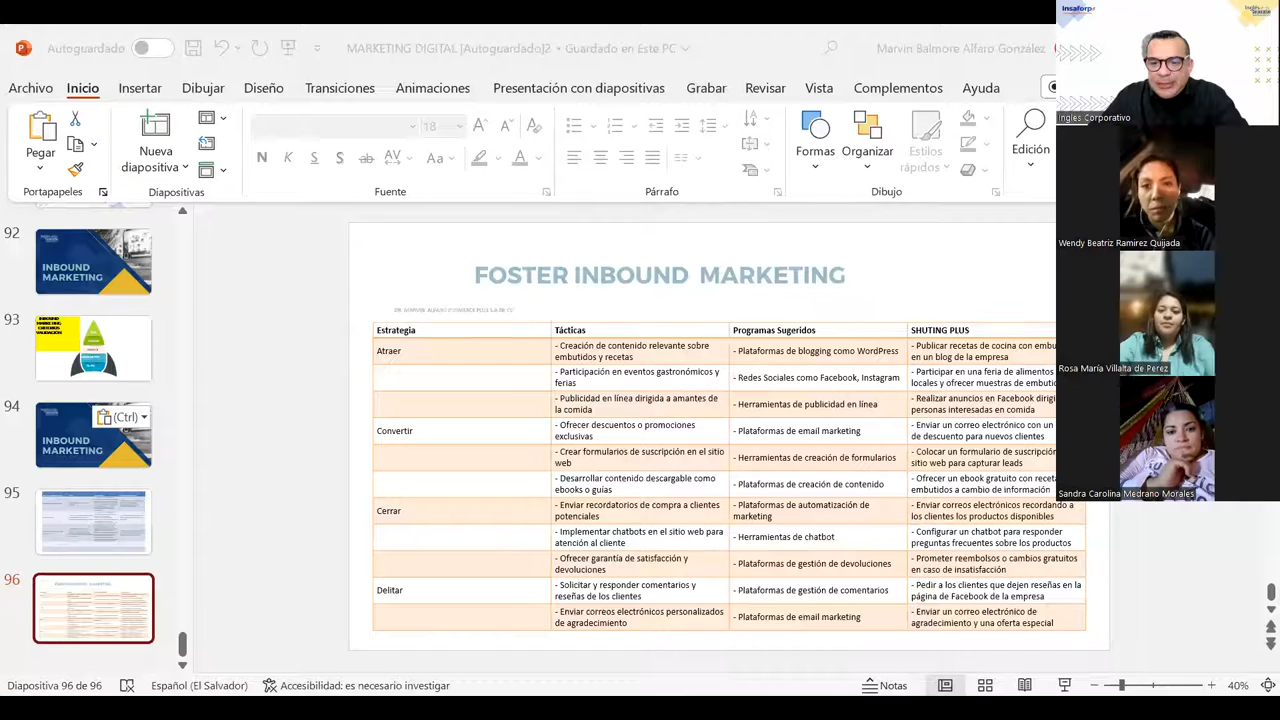 Autoguardado
MARKETING DIGITAL [Autoguardado]2 • Guardado en Este PC
Marvin Balmore Alfaro González
Archivo Inicio Insertar Dibujar Diseño Transiciones Animaciones Presentación con diapositivas Grabar Revisar Vista Complementos Ayuda
Pegar
Nueva
diapositiva
18
N K S S ab AV Aa A
Formas
Organizar
Estilos
rápidos
Edición
Portapapeles
Diapositivas
Fuente
Párrafo
Dibujo
92
INBOUND
MARKETING
93
94
INBOUND
MARKETING
(Ctrl)
95
96
FOSTER INBOUND MARKETING
Estrategia Tácticas Programas Sugeridos SHUTING PLUS
Atraer
- Creación de contenido relevante sobre
embutidos y recetas
- Plataformas de blogging como WordPress
- Publicar recetas de cocina con embu
en un blog de la empresa
- Participación en eventos gastronómicos y
ferias
- Redes Sociales como Facebook, Instagram
- Participar en una feria de alimentos
locales y ofrecer muestras de embutic
- Publicidad en línea dirigida a amantes de
la comida
- Herramientas de publicidad en línea
- Realizar anuncios en Facebook dirigi
personas interesadas en comida
Convertir
- Ofrecer descuentos o promociones
exclusivas
- Plataformas de email marketing
- Enviar un correo electrónico con un
de descuento para nuevos clientes
- Crear formularios de suscripción en el sitio
web
- Herramientas de creación de formularios
- Colocar un formulario de suscripción
sitio web para capturar leads
- Desarrollar contenido descargable como
ebooks o guías
- Plataformas de creación de contenido
- Ofrecer un ebook gratuito con receta
embutidos a cambio de información
Cerrar
- Enviar recordatorios de compra a clientes
potenciales
- Plataformas de automatización de
marketing
- Enviar correos electrónicos recordando a
los clientes los productos disponibles
- Implementar chatbots en el sitio web para
atención al cliente
- Herramientas de chatbot
- Configurar un chatbot para responder
preguntas frecuentes sobre los productos
- Ofrecer garantía de satisfacción y
devoluciones
- Plataformas de gestión de devoluciones
- Prometer reembolsos o cambios gratuitos
en caso de insatisfacción
Delitar
- Solicitar y responder comentarios y
reseñas de los clientes
- Plataformas de gestión de comentarios
- Pedir a los clientes que dejen reseñas en la
página de Facebook de la empresa
- Enviar correos electrónicos personalizados
de agradecimiento
- Plataformas de email marketing
- Enviar un correo electrónico de
agradecimiento y una oferta especial
insaforp
Ingles Corporativo
Wendy Beatriz Ramirez Quijada
Rosa María Villalta de Perez
Sandra Carolina Medrano Morales
Diapositiva 96 de 96
Español (El Salvador)
Accesibilidad: es necesario investigar
Notas
40%